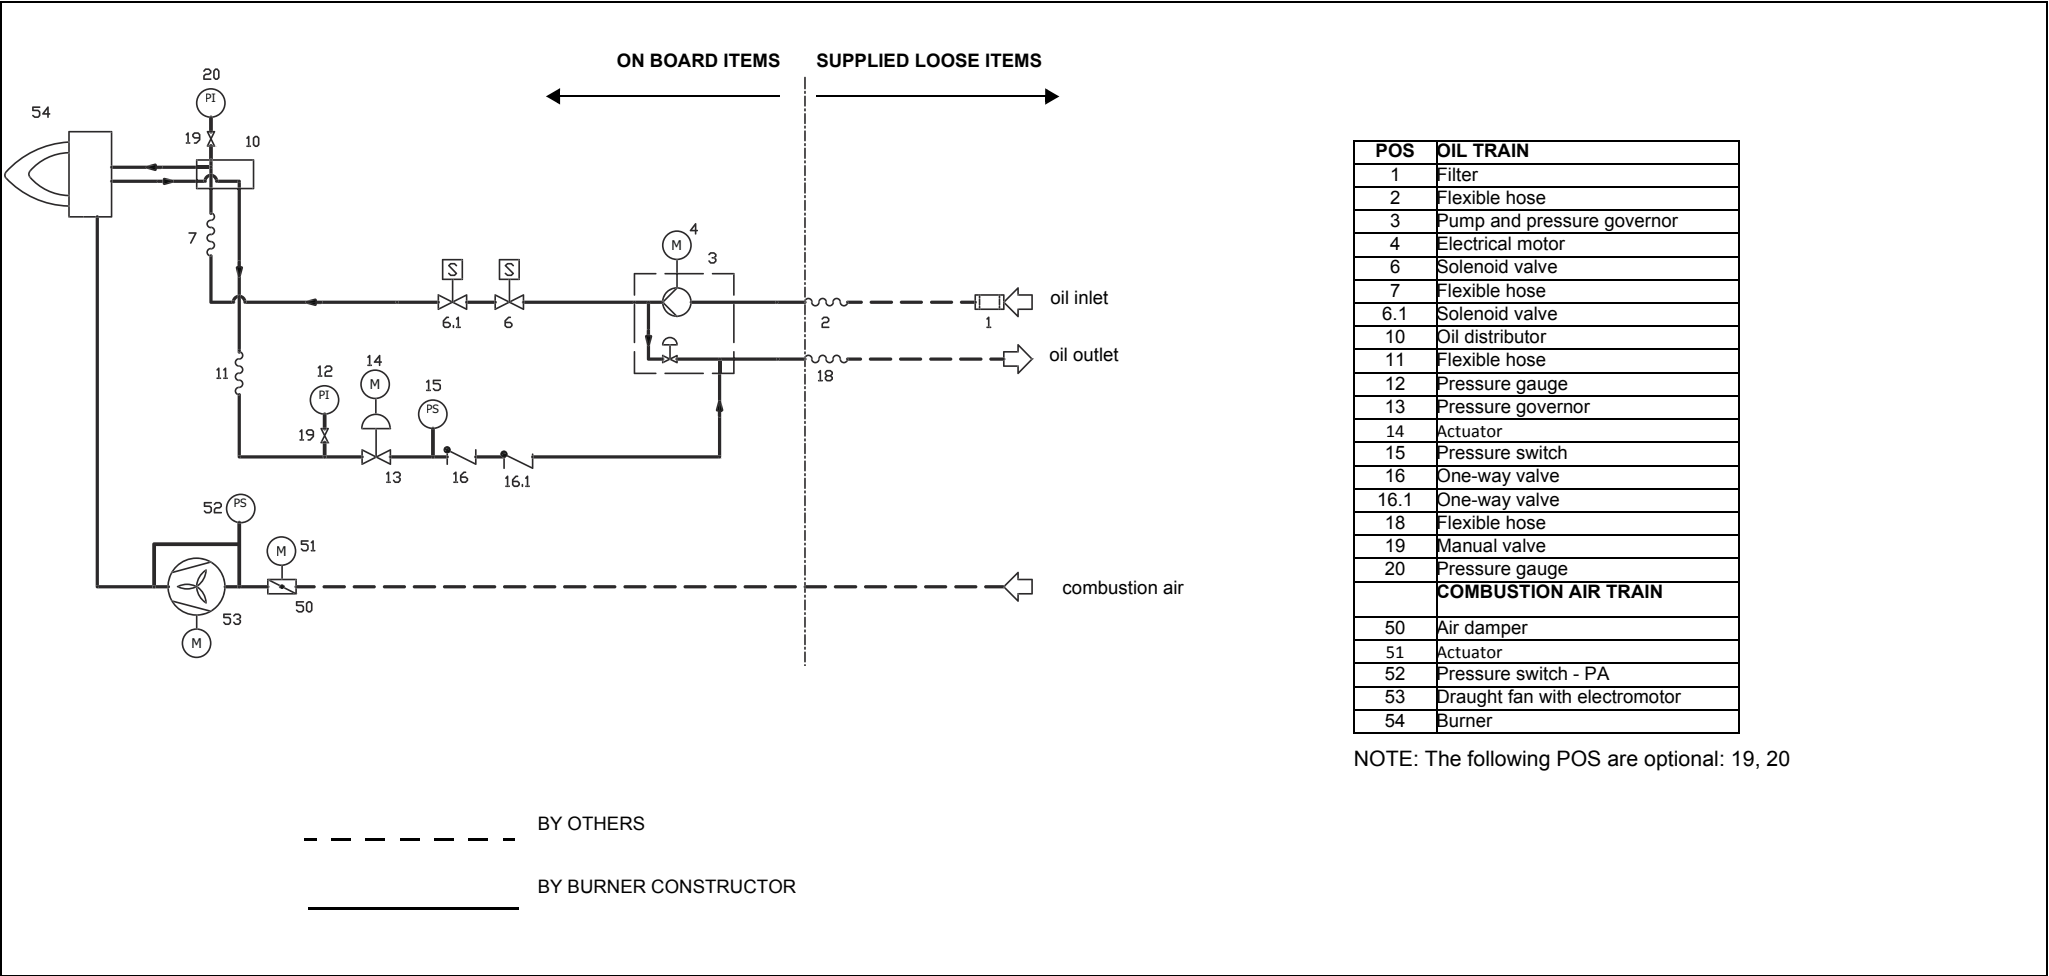 ON BOARD ITEMS
SUPPLIED LOOSE ITEMS
20
PI
54
19
10
7
4
M
3
S
S
6.1
6
2
1
oil inlet
oil outlet
18
11
12
PI
19
14
M
15
PS
13
16
16.1
52
PS
M
51
50
53
M
combustion air
BY OTHERS
BY BURNER CONSTRUCTOR
POS OIL TRAIN
1 Filter
2 Flexible hose
3 Pump and pressure governor
4 Electrical motor
6 Solenoid valve
7 Flexible hose
6.1 Solenoid valve
10 Oil distributor
11 Flexible hose
12 Pressure gauge
13 Pressure governor
14 Actuator
15 Pressure switch
16 One-way valve
16.1 One-way valve
18 Flexible hose
19 Manual valve
20 Pressure gauge
COMBUSTION AIR TRAIN
50 Air damper
51 Actuator
52 Pressure switch - PA
53 Draught fan with electromotor
54 Burner
NOTE: The following POS are optional: 19, 20